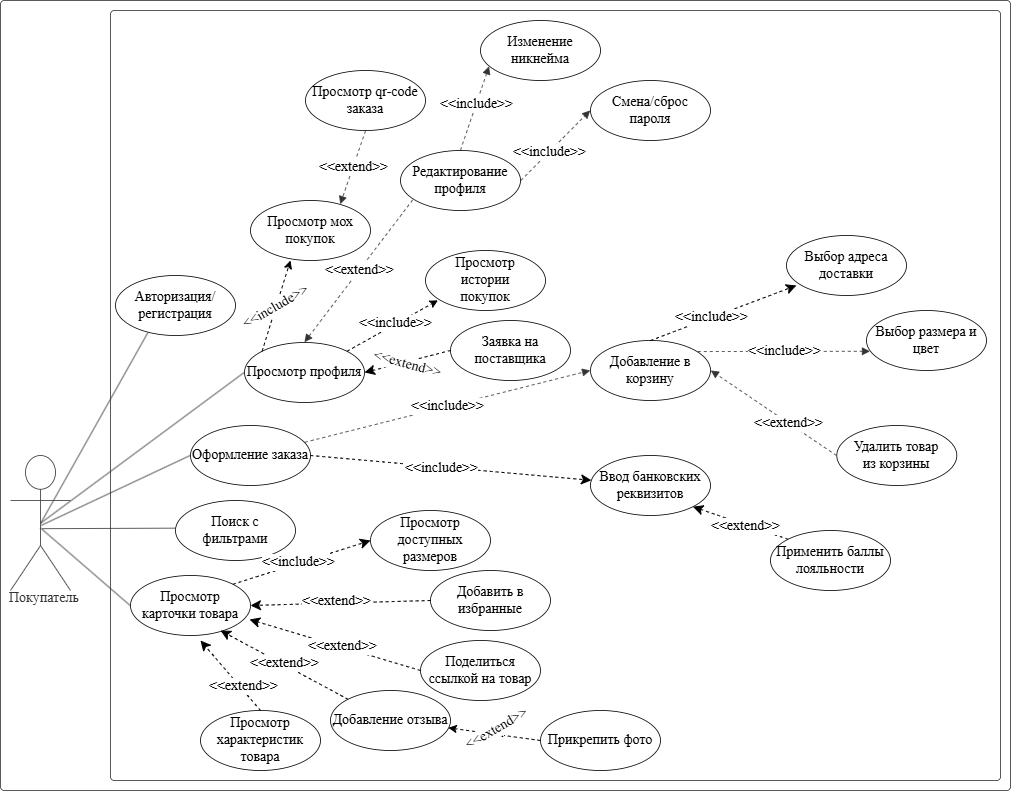 Изменение
никнейма
Просмотр qr-code
заказа
<<include>>
Смена/сброс
пароля
<<include>>
<<extend>>
Редактирование
профиля
Просмотр мох
покупок
<<extend>>
Просмотр
истории
покупок
Выбор адреса
доставки
Авторизация/
регистрация
<<include>>
<<include>>
<<include>>
Заявка на
поставщика
<<extend>>
Выбор размера и
цвет
<<include>>
Просмотр профиля
Добавление в
корзину
<<include>>
<<extend>>
Оформление заказа
<<include>>
Удалить товар
из корзины
Ввод банковских
реквизитов
Поиск с
фильтрами
Просмотр
доступных
размеров
<<extend>>
<<include>>
Применить баллы
лояльности
Покупатель
Просмотр
карточки товара
<<extend>>
Добавить в
избранные
<<extend>>
<<extend>>
Поделиться
ссылкой на товар
<<extend>>
Просмотр
характеристик
товара
Добавление отзыва
<<extend>>
Прикрепить фото